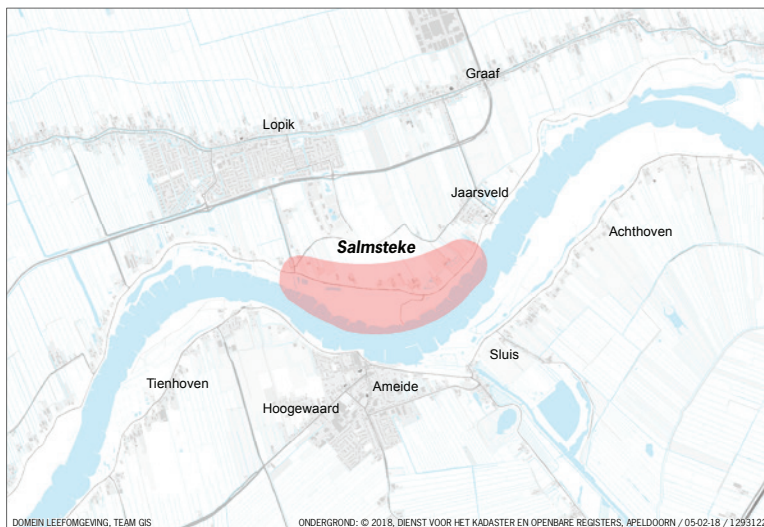 Graaf
Lopik
Jaarsveld
Achthoven
Salmsteke
Sluis
Tienhoven
Ameide
Hoogewaard
DOMEIN LEEFOMGEVING, TEAM GIS
ONDERGROND: © 2018, DIENST VOOR HET KADASTER EN OPENBARE REGISTERS, APELDOORN / 05-02-18 / 1293122